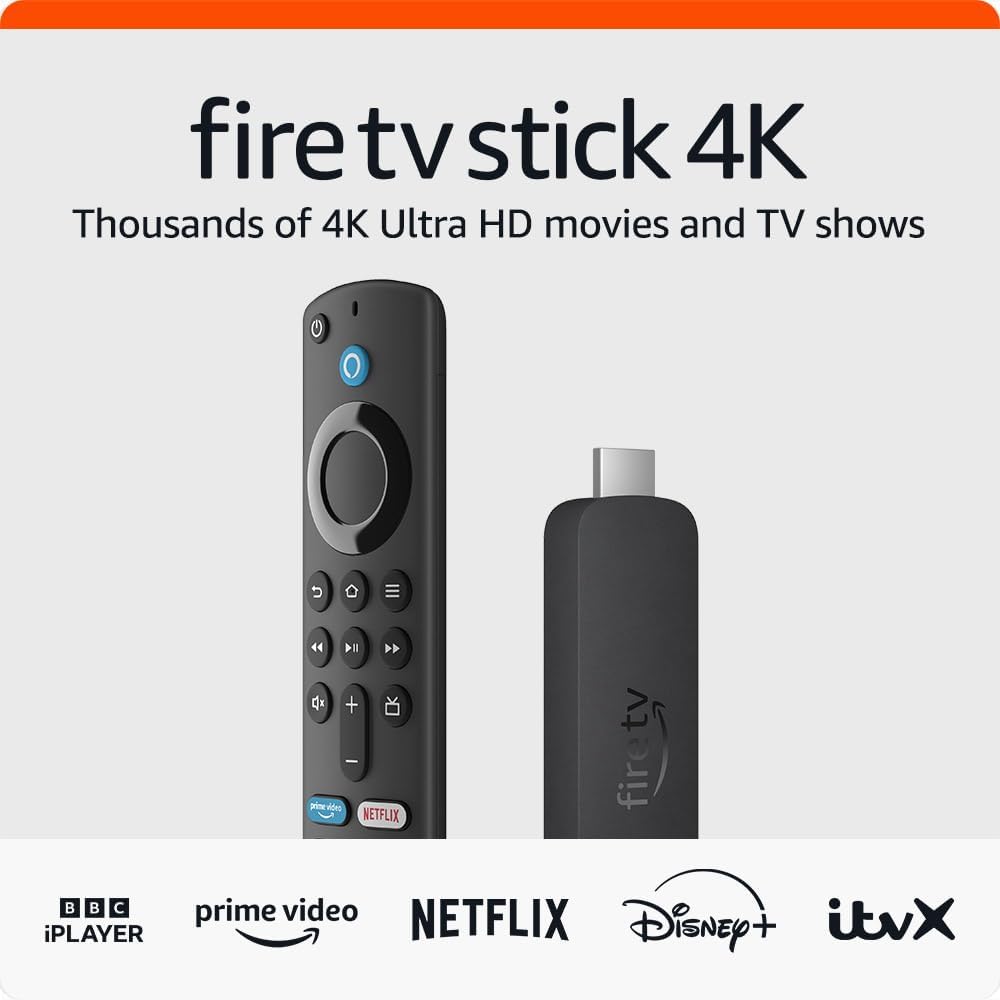 fire tv stick 4K
Thousands of 4K Ultra HD movies and TV shows
prime video
NETFLIX
fire tv
BBC
iPLAYER
prime video
NETFLIX
Disney+
itvX